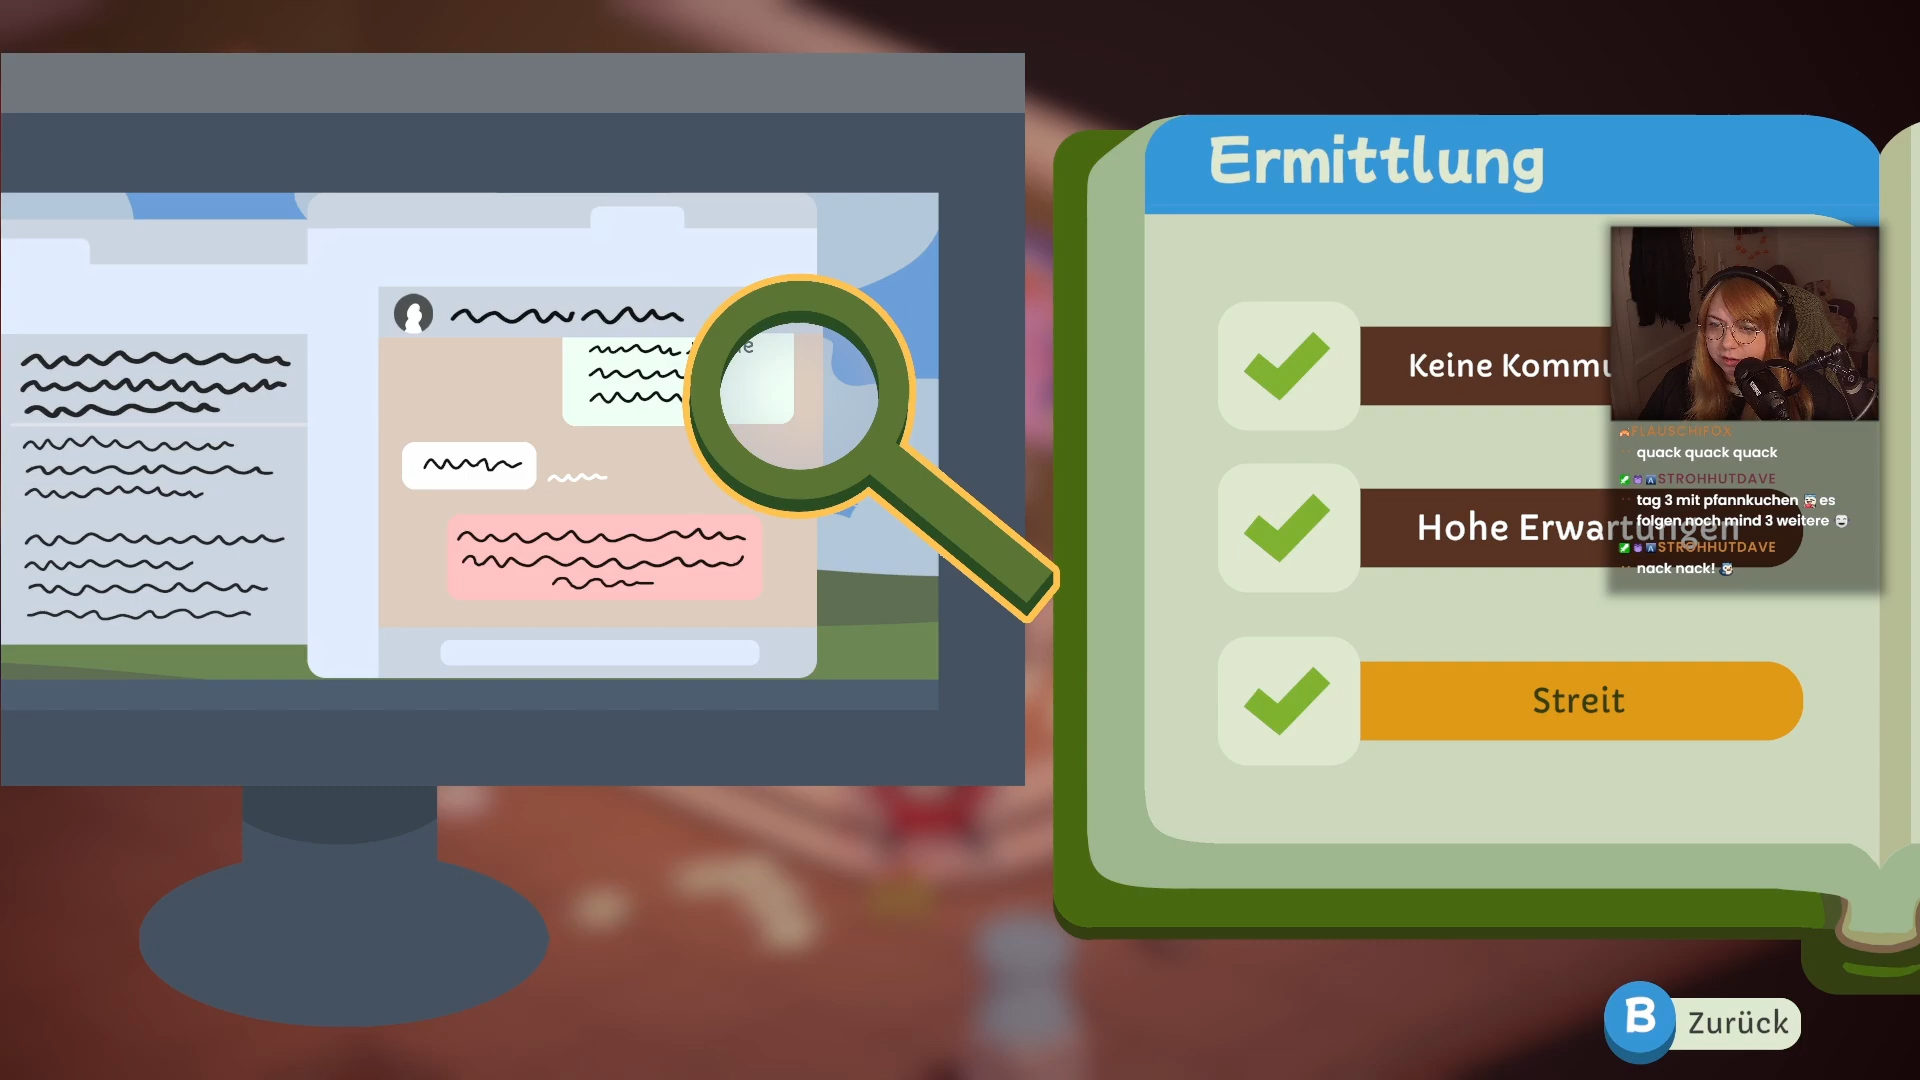 Ermittlung
Keine Kommu
FLAUSCHIFOX
quack quack quack
STROHHUTDAVE
tag 3 mit pfannkuchen es
folgen noch mind 3 weitere
Hohe Erwartungen
STROHHUTDAVE
nack nack!
Streit
B Zurück